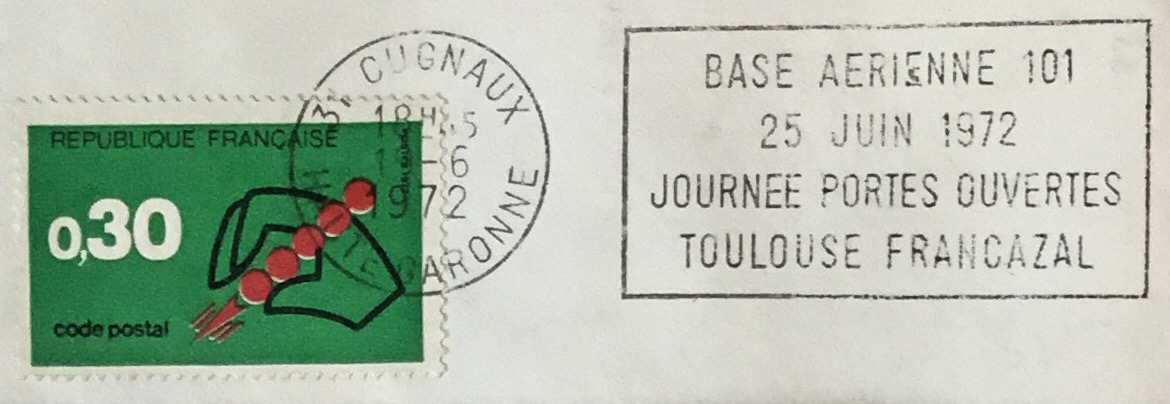 REPUBLIQUE FRANÇAISE
0,30
code postal
CUGNAUX
1972
GARONNE
BASE AERIENNE 101
25 JUIN 1972
JOURNEE PORTES OUVERTES
TOULOUSE FRANCAZAL